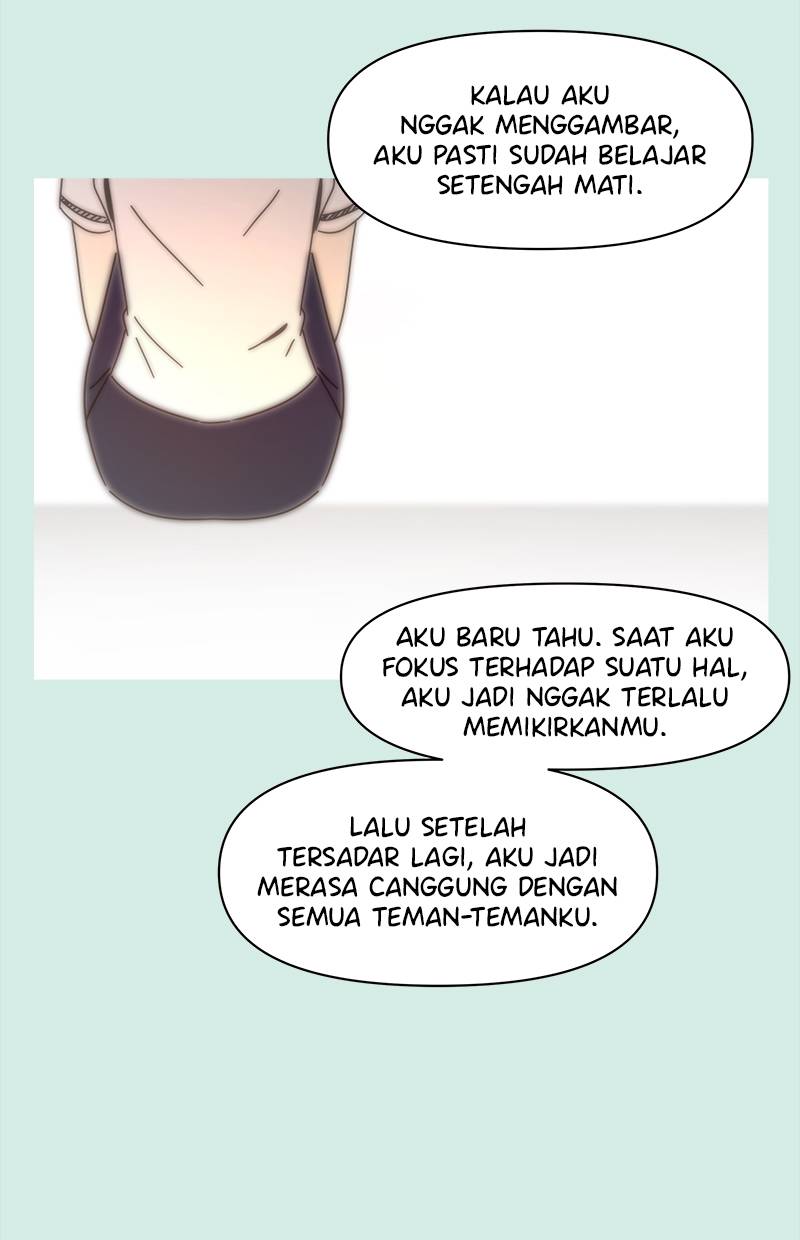 KALAU AKU
NGGAK MENGGAMBAR,
AKU PASTI SUDAH BELAJAR
SETENGAH MATI.
AKU BARU TAHU. SAAT AKU
FOKUS TERHADAP SUATU HAL,
AKU JADI NGGAK TERLALU
MEMIKIRKANMU.
LALU SETELAH
TERSADAR LAGI, AKU JADI
MERASA CANGGUNG DENGAN
SEMUA TEMAN-TEMANKU.